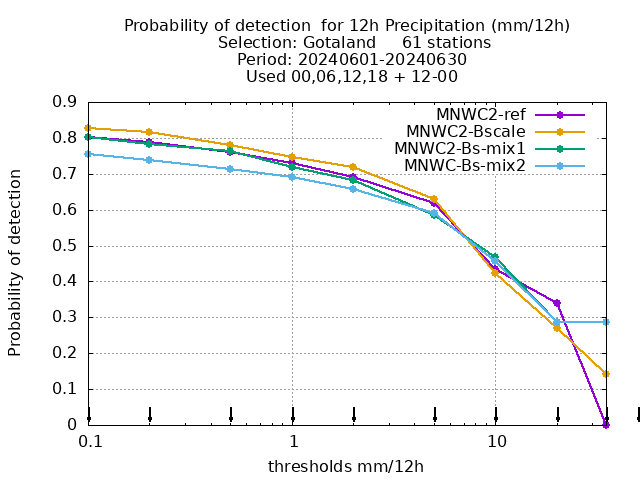 Probability of detection  for 12h Precipitation (mm/12h)
Selection: Gotaland     61 stations
Period: 20240601-20240630
Used 00,06,12,18 + 12-00
MNWC2-ref
MNWC2-Bscale
MNWC2-Bs-mix1
MNWC-Bs-mix2
Probability of detection
0.9
0.8
0.7
0.6
0.5
0.4
0.3
0.2
0.1
0
0.1
1
10
thresholds mm/12h